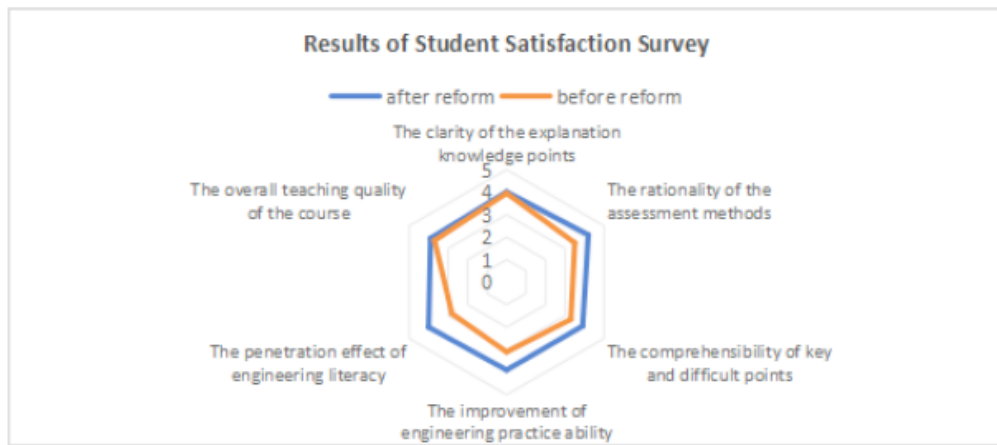 Results of Student Satisfaction Survey
after reform before reform
The clarity of the explanation
knowledge points
5
4
3
2
1
0
The rationality of the
assessment methods
The comprehensibility of key
and difficult points
The improvement of
engineering practice ability
The penetration effect of
engineering literacy
The overall teaching quality
of the course